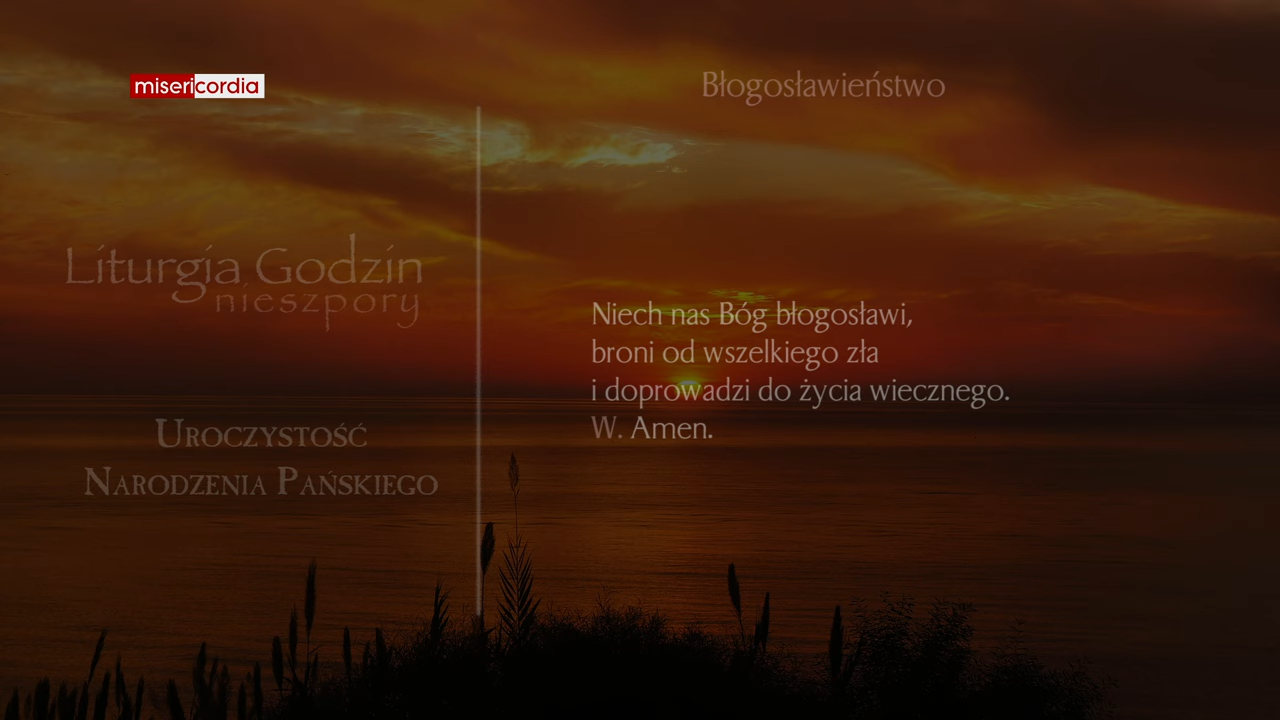 misericordia
Błogosławieństwo
Liturgia Godzin
nieszpory
Niech nas Bóg błogosławi,
broni od wszelkiego zła
i doprowadzi do życia wiecznego.
W. Amen.
Uroczystość
Narodzenia Pańskiego